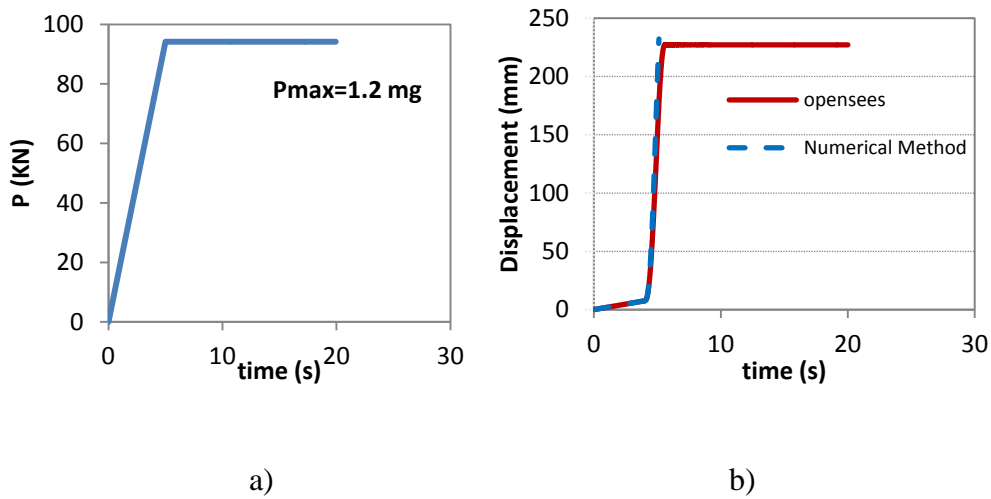 100
80
60
40
20
0
P (KN)
Pmax=1.2 mg
0 10 20 30
time (s)
250
200
150
100
50
0
Displacement (mm)
opensees
Numerical Method
0 10 20 30
time (s)
a) b)